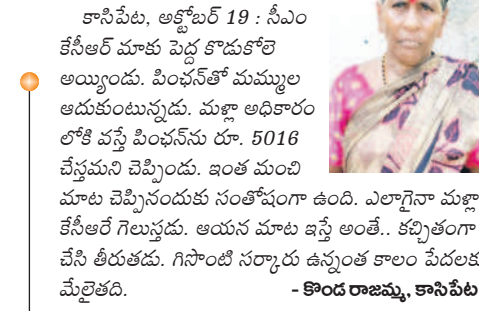 కాసిపేట, అక్టోబర్ 19 : సీఎం
కేసీఆర్ మాకు పెద్ద కొడుకోలె
అయ్యిండు. పింఛన్‌తో మమ్ముల
ఆదుకుంటున్నడు. మళ్లా అధికారం
లోకి వస్తే పింఛన్‌ను రూ. 5016
చేస్తమని చెప్పిండు. ఇంత మంచి
మాట చెప్పినందుకు సంతోషంగా ఉంది. ఎలాగైనా మళ్లా
కేసీఆరే గెలుస్తడు. ఆయన మాట ఇస్తే అంతే.. కచ్చితంగా
చేసి తీరుతడు. గిసొంటి సర్కారు ఉన్నంత కాలం పేదలకు
మేలైతది. - కొండ రాజమ్మ, కాసిపేట